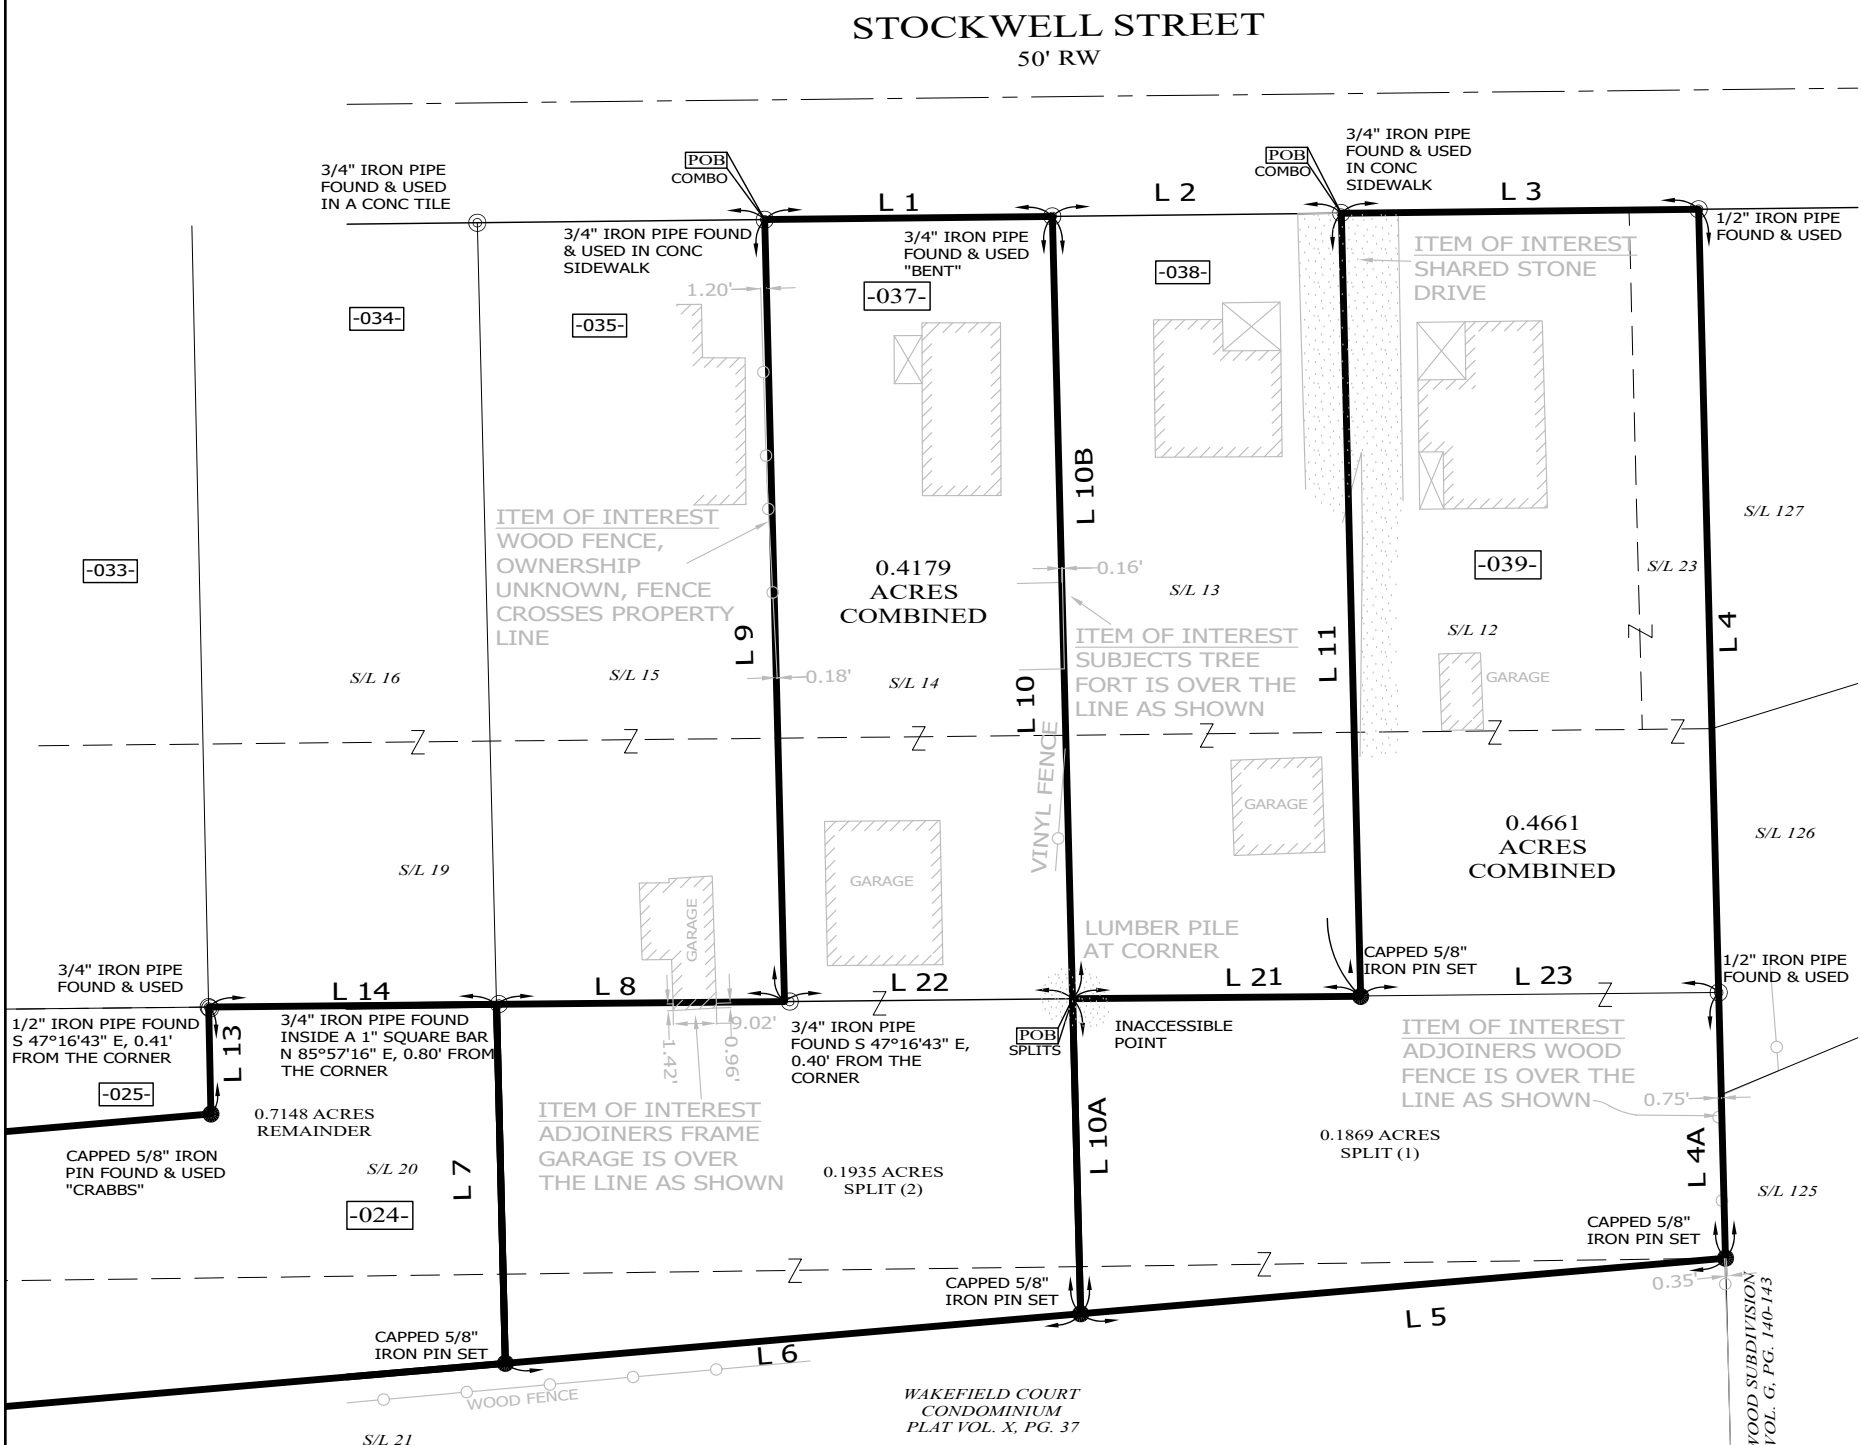 STOCKWELL STREET
50' RW
3/4" IRON PIPE
FOUND & USED
IN A CONC TILE
POB
COMBO
L 1
3/4" IRON PIPE FOUND
& USED IN CONC
SIDEWALK
3/4" IRON PIPE
FOUND & USED
"BENT"
L 2
POB
COMBO
3/4" IRON PIPE
FOUND & USED
IN CONC
SIDEWALK
L 3
1/2" IRON PIPE
FOUND & USED
ITEM OF INTEREST
SHARED STONE
DRIVE
1.20'
-034-
-035-
-037-
-038-
L 10B
S/L 127
ITEM OF INTEREST
WOOD FENCE,
OWNERSHIP
UNKNOWN, FENCE
CROSSES PROPERTY
LINE
-033-
0.4179
ACRES
COMBINED
0.16'
S/L 13
-039-
S/L 23
L 9
ITEM OF INTEREST
SUBJECTS TREE
FORT IS OVER THE
LINE AS SHOWN
L 11
S/L 12
L 4
GARAGE
S/L 16
S/L 15
0.18'
S/L 14
L 10
VINYL FENCE
GARAGE
0.4661
ACRES
COMBINED
S/L 126
S/L 19
GARAGE
GARAGE
LUMBER PILE
AT CORNER
CAPPED 5/8"
IRON PIN SET
1/2" IRON PIPE
FOUND & USED
3/4" IRON PIPE
FOUND & USED
L 14
L 8
L 22
L 21
L 23
1/2" IRON PIPE FOUND
S 47°16'43" E, 0.41'
FROM THE CORNER
L 13
3/4" IRON PIPE FOUND
INSIDE A 1" SQUARE BAR
N 85°57'16" E, 0.80' FROM
THE CORNER
1.42'
0.96'
9.02'
3/4" IRON PIPE
FOUND S 47°16'43" E,
0.40' FROM THE
CORNER
POB
SPLITS
INACCESSIBLE
POINT
ITEM OF INTEREST
ADJOINERS WOOD
FENCE IS OVER THE
LINE AS SHOWN
0.75'
-025-
0.7148 ACRES
REMAINDER
ITEM OF INTEREST
ADJOINERS FRAME
GARAGE IS OVER
THE LINE AS SHOWN
L 10A
0.1869 ACRES
SPLIT (1)
L 4A
CAPPED 5/8" IRON
PIN FOUND & USED
"CRABBS"
S/L 20
L 7
0.1935 ACRES
SPLIT (2)
S/L 125
-024-
CAPPED 5/8"
IRON PIN SET
CAPPED 5/8"
IRON PIN SET
0.35'
CAPPED 5/8"
IRON PIN SET
L 6
L 5
WOOD FENCE
WAKEFIELD COURT
CONDOMINIUM
PLAT VOL. X, PG. 37
WOOD SUBDIVISION
VOL. G, PG. 140-143
S/L 21